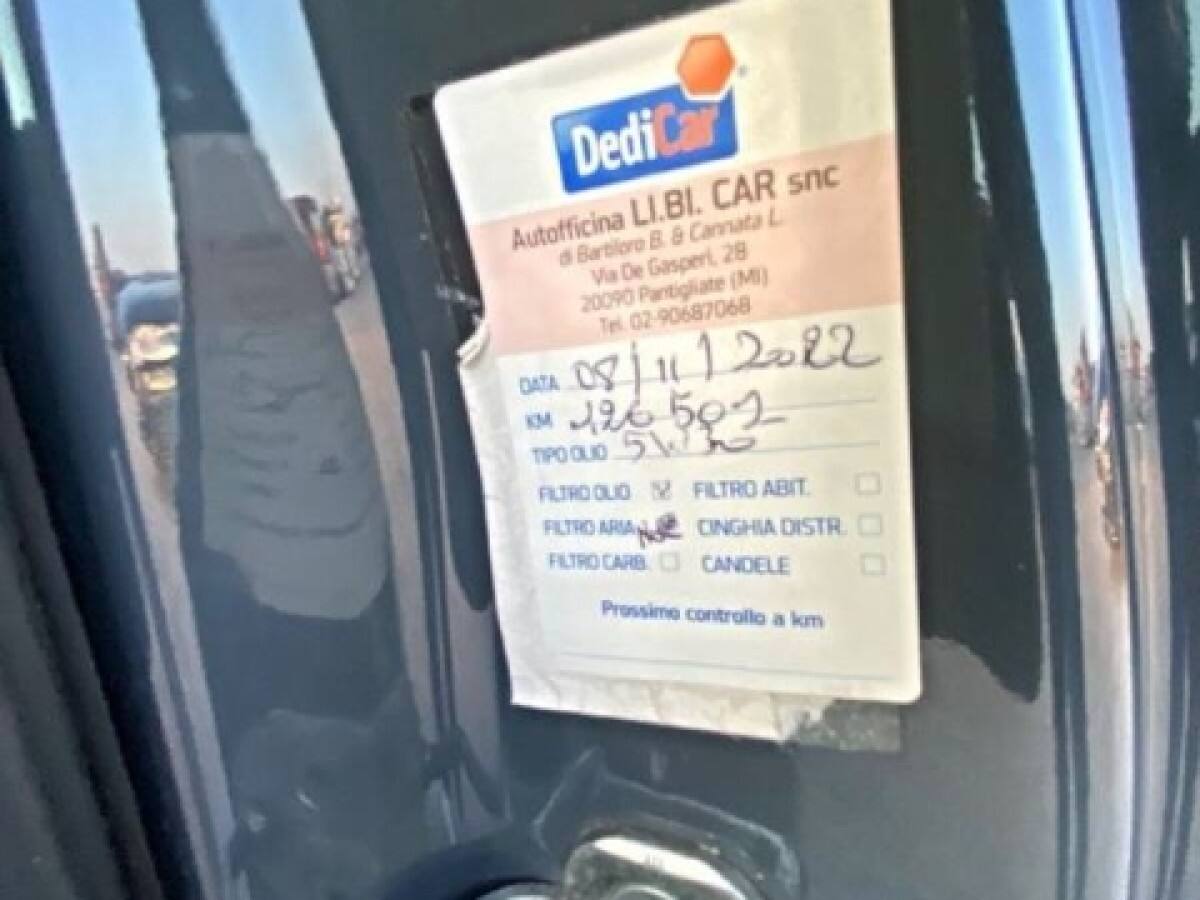 DediCar
Autofficina LI.BI. CAR snc
di Bartiloro B. & Cannata L.
Via De Gasperi, 28
20090 Pantigliate (MI)
Tel. 02-90687068
DATA 08/11/2022
KM 126507
TIPO OLIO 5W30
FILTRO OLIO FILTRO ABIT.
FILTRO ARIA CINGHIA DISTR.
FILTRO CARB. CANDELE
Prossimo controllo a km